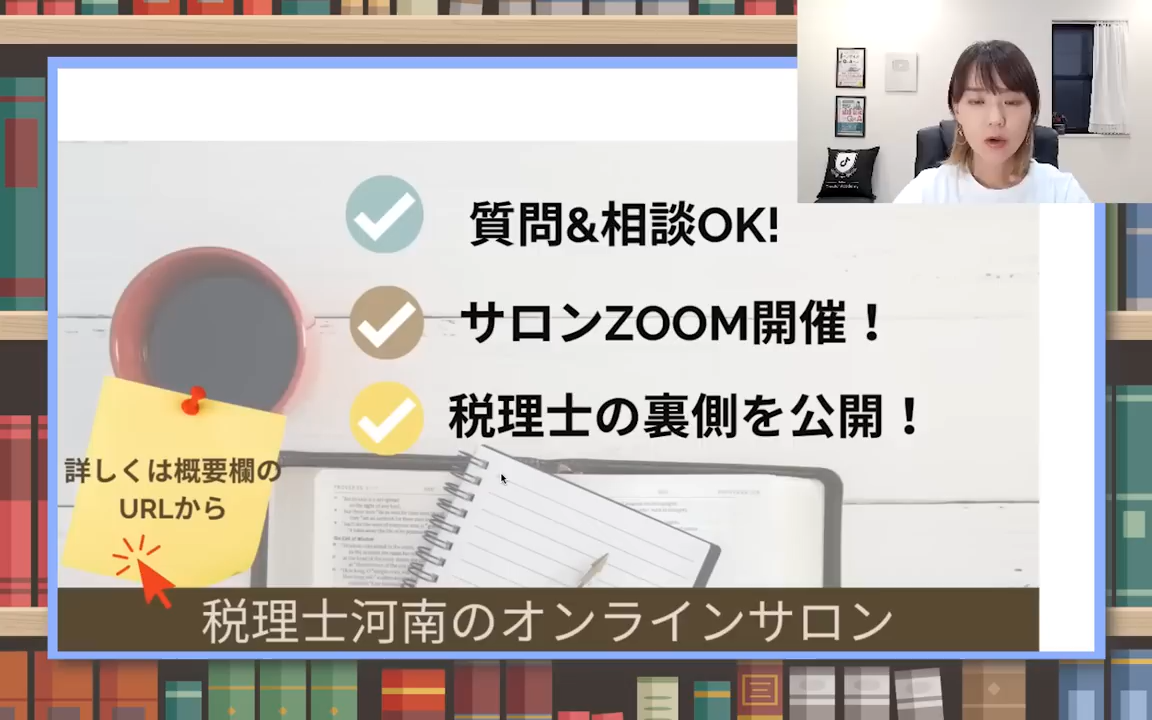 質問&相談OK!
サロンZOOM開催！
税理士の裏側を公開！
詳しくは概要欄の
URLから
税理士河南のオンラインサロン